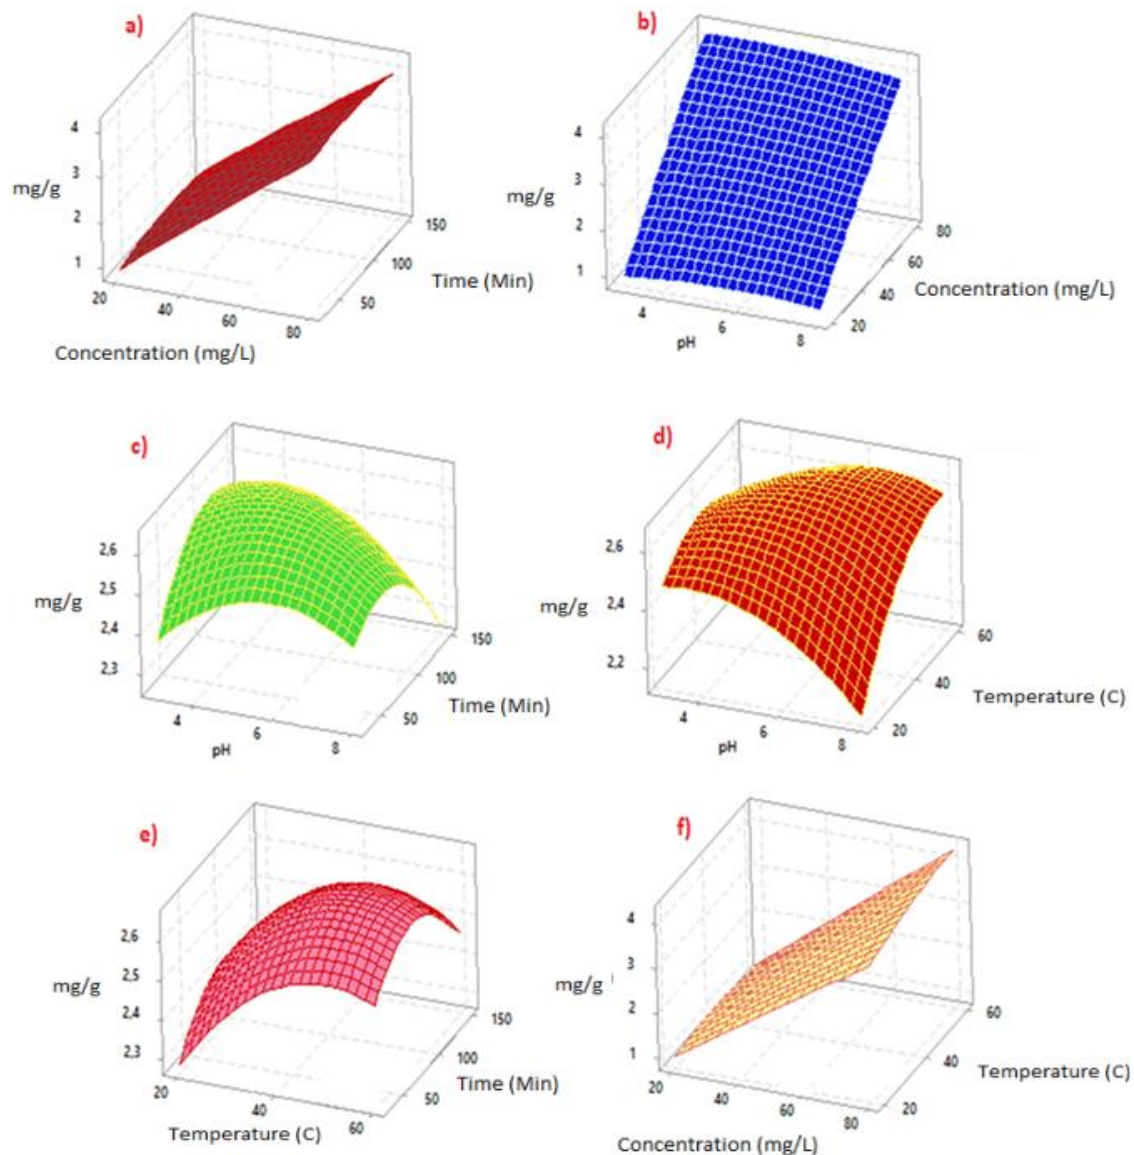 a)
4
3
mg/g
2
1
20
40
60
80
Concentration (mg/L)
50
100
150
Time (Min)
b)
4
3
mg/g
2
1
4
6
8
pH
20
40
60
80
Concentration (mg/L)
c)
2,6
2,5
mg/g
2,4
2,3
4
6
8
pH
50
100
150
Time (Min)
d)
2,6
mg/g
2,4
2,2
4
6
8
pH
20
40
60
Temperature (C)
e)
2,6
2,5
mg/g
2,4
2,3
20
40
60
Temperature (C)
50
100
150
Time (Min)
f)
4
3
mg/g
2
1
20
40
60
80
Concentration (mg/L)
20
40
60
Temperature (C)